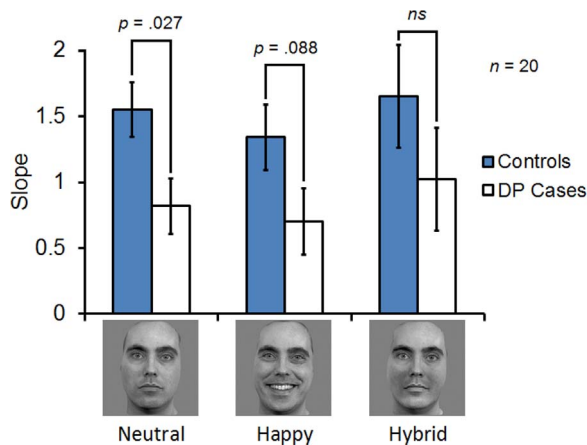 p = .027
p = .088
ns
n = 20
2
1.5
1
0.5
0
Slope
Controls
DP Cases
Neutral
Happy
Hybrid